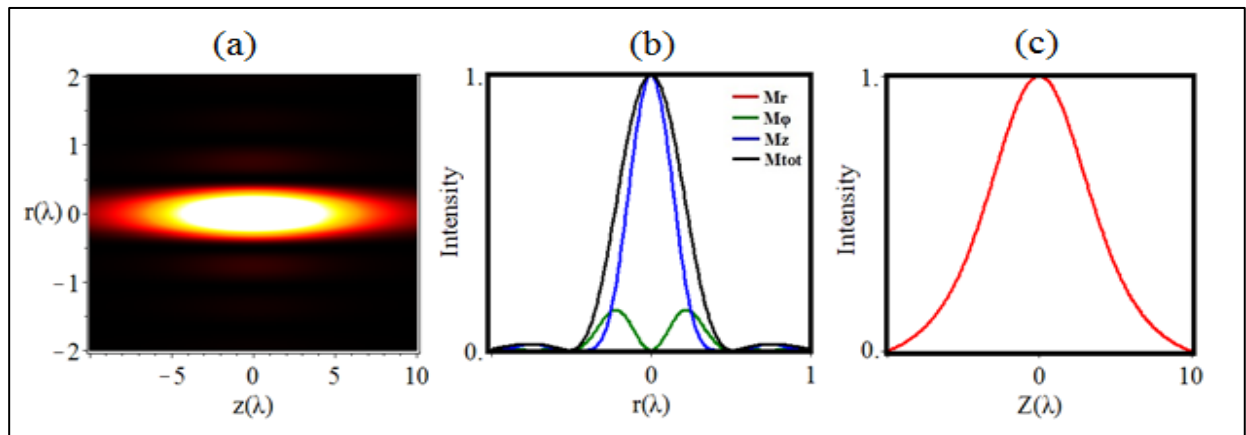 (a)
2
1
r(λ) 0
−1
−2
−5 0 5 10
z(λ)
(b)
1.
Intensity
0.
0 1
r(λ)
Mr
Mφ
Mz
Mtot
(c)
1.
Intensity
0.
0 10
Z(λ)